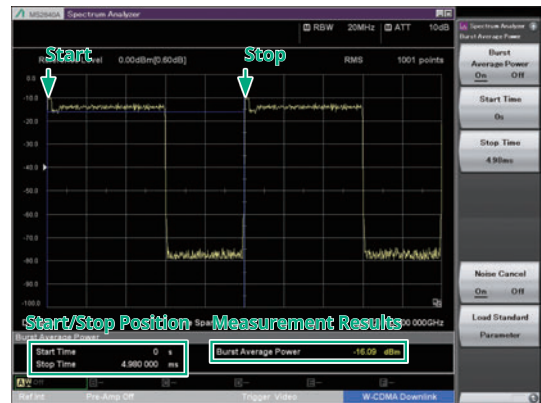 MS2840A Spectrum Analyzer
RBW 20MHz ATT 10dB
Spectrum Analyzer
Burst Average Power
Start
Stop
Level 0.00dBm[0.60dB] RMS 1001 points
Burst
Average Power
On Off
Start Time
0s
Stop Time
4.98ms
0.0
-10.0
-20.0
-30.0
-40.0
-50.0
-60.0
-70.0
-80.0
-90.0
-100.0
Noise Cancel
On Off
Load Standard
Parameter
Start/Stop Position
Measurement Results
Burst Average Power
Start Time 0 s
Stop Time 4.980 000 ms
Burst Average Power -16.09 dBm
Ref.Int Pre-Amp Off Trigger Video W-CDMA Downlink